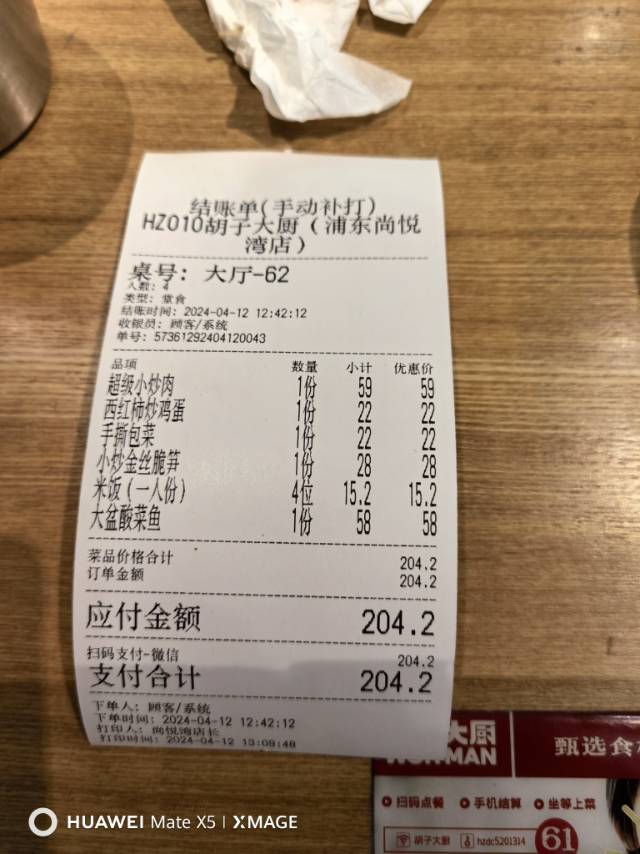 结账单(手动补打)
HZ010胡子大厨（浦东尚悦
湾店）
桌号：大厅-62
人数：4
类型：堂食
结账时间：2024-04-12 12:42:12
收银员：顾客/系统
单号：57361292404120043
品项 数量 小计 优惠价
超级小炒肉 1份 59 59
西红柿炒鸡蛋 1份 22 22
手撕包菜 1份 22 22
小炒金丝脆笋 1份 28 28
米饭（一人份） 4位 15.2 15.2
大盆酸菜鱼 1份 58 58
菜品价格合计 204.2
订单金额 204.2
应付金额 204.2
扫码支付-微信 204.2
支付合计 204.2
下单人：顾客/系统
下单时间：2024-04-12 12:42:12
打印人：尚悦湾店长
打印时间：2024-04-12 13:09:48
大厨
MAN
甄选食
扫码点餐 手机结算 坐等上菜
胡子大厨 hzdc5201314 61
HUAWEI Mate X5 | XMAGE